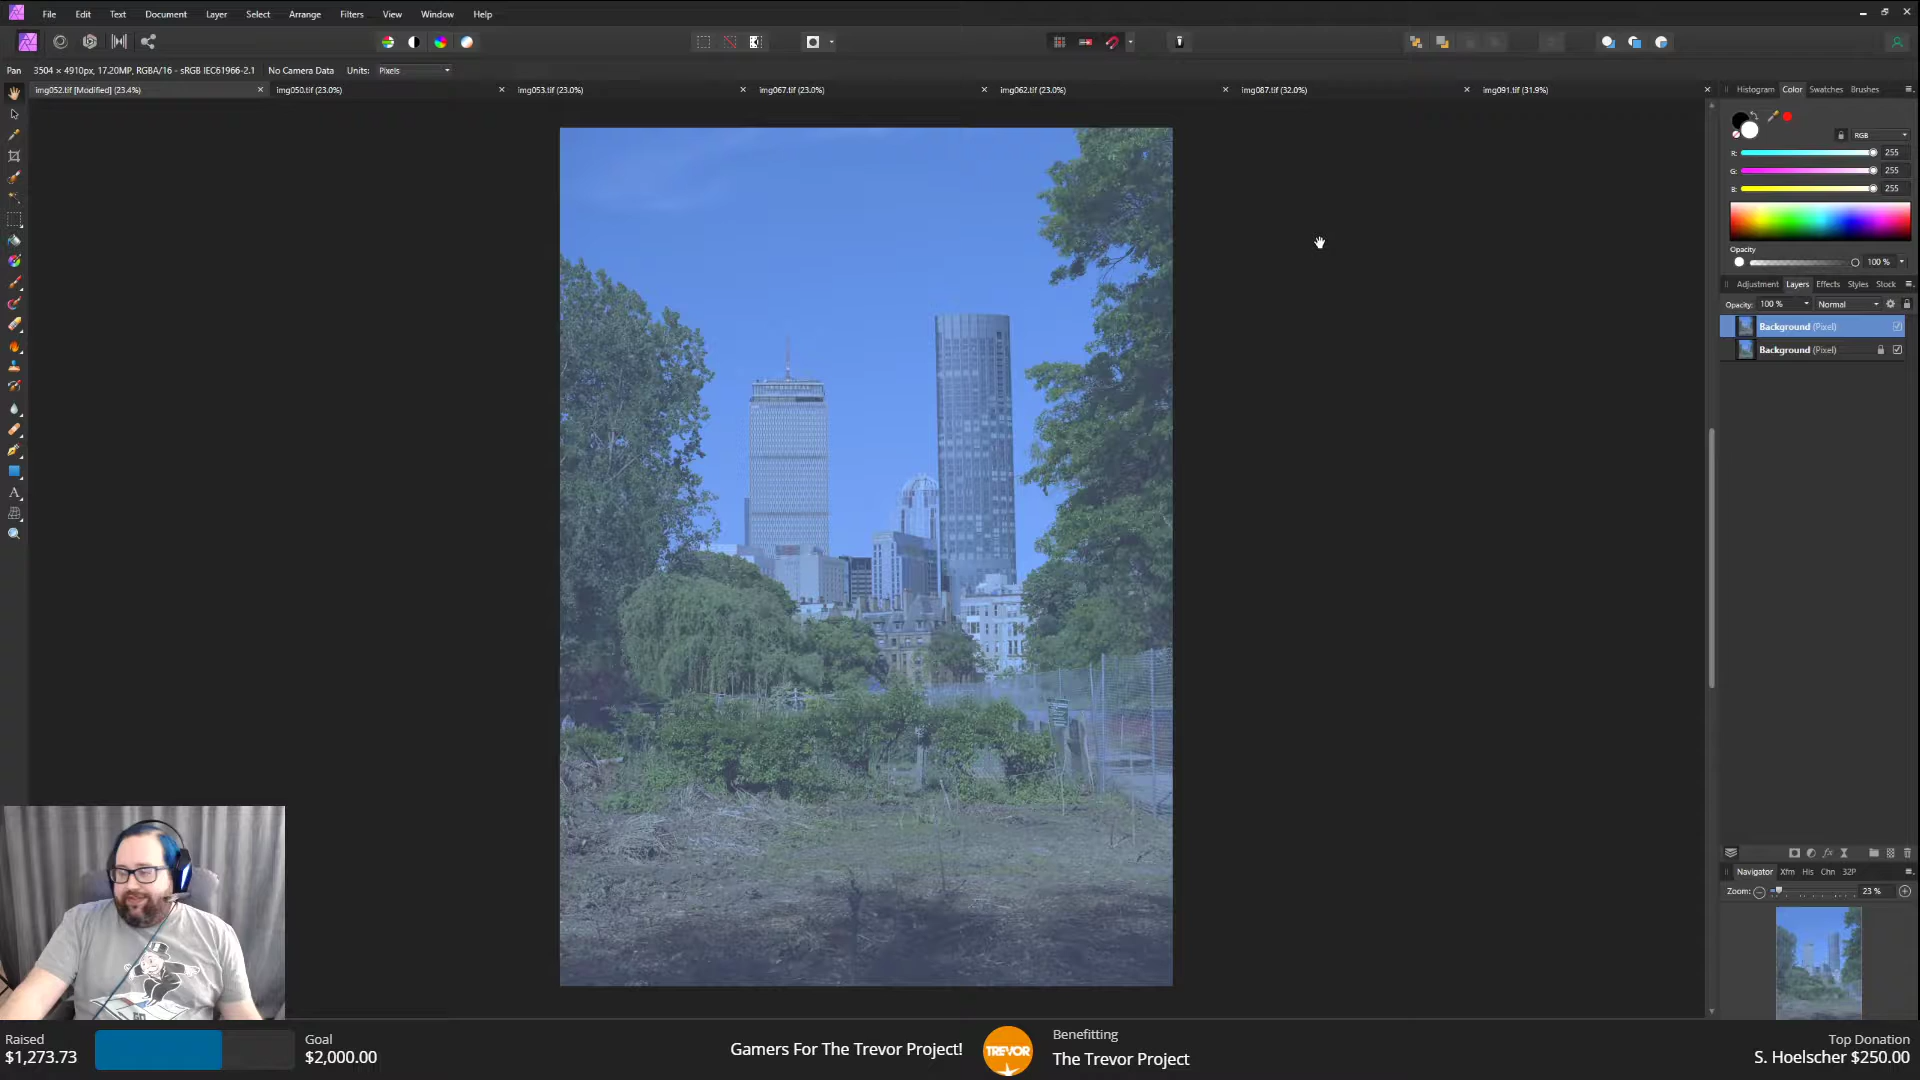 File Edit Text Document Layer Select Arrange Filters View Window Help
Pan 3504 × 4910px, 17.20MP, RGBA/16 - sRGB IEC61966-2.1 No Camera Data Units: Pixels
img052.tif [Modified] (23.4%) img050.tif (23.0%) img053.tif (23.0%) img067.tif (23.0%) img062.tif (23.0%) img087.tif (32.0%) img091.tif (31.9%)
Histogram Color Swatches Brushes
RGB
R: 255
G: 255
B: 255
Opacity
100 %
Adjustment Layers Effects Styles Stock
Opacity: 100 % Normal
Background (Pixel)
Background (Pixel)
Navigator Xfm His Chn 32P
Zoom: 23 %
Raised
$1,273.73
Goal
$2,000.00
Gamers For The Trevor Project!
TREVOR
Benefitting
The Trevor Project
Top Donation
S. Hoelscher $250.00